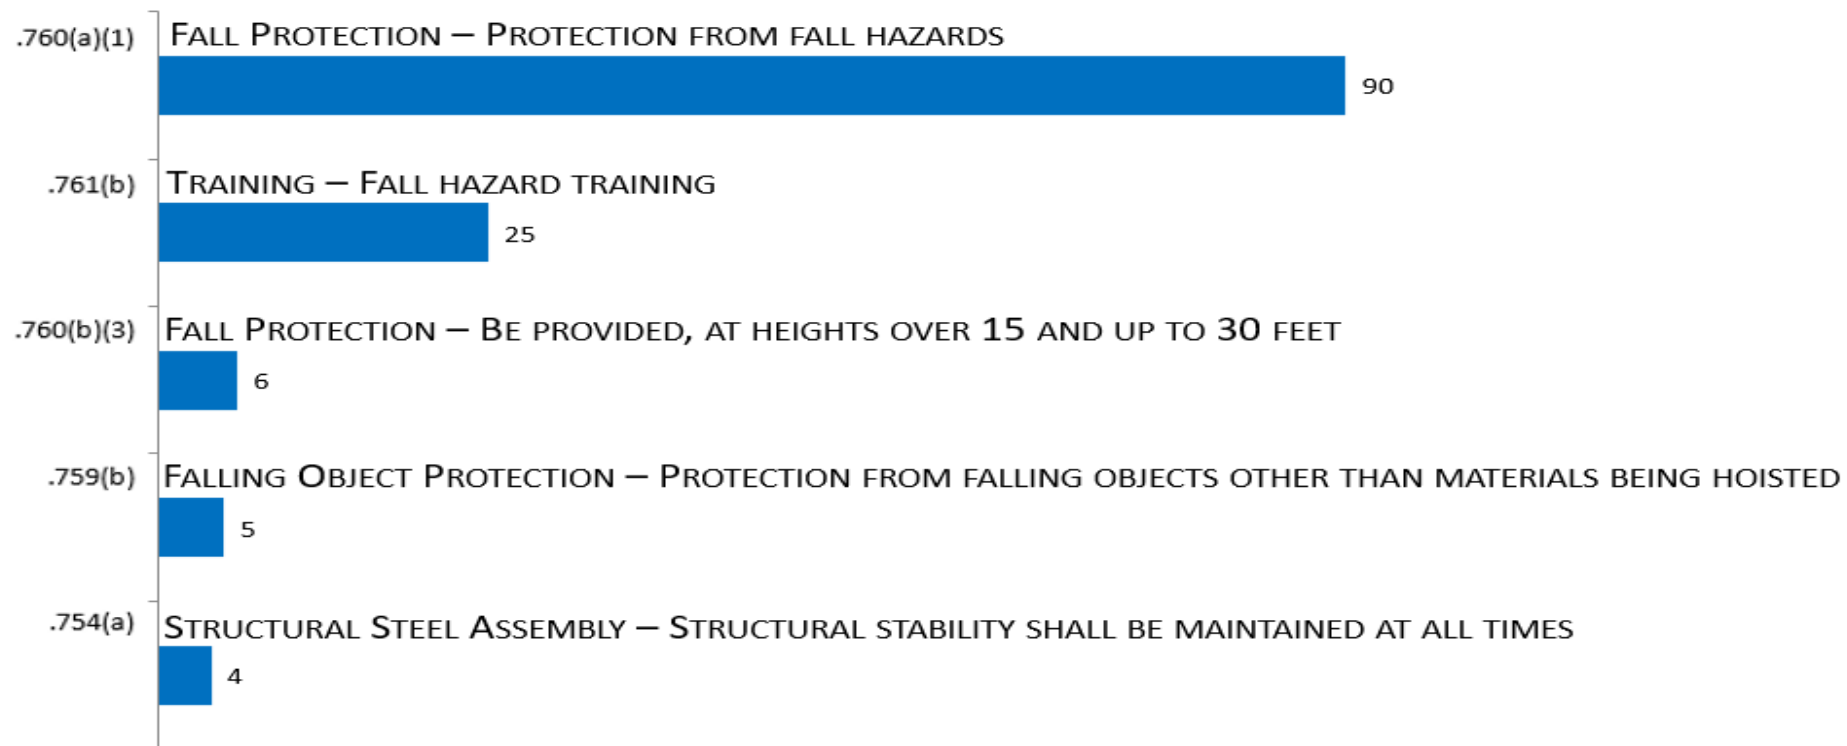 .760(a)(1) FALL PROTECTION – PROTECTION FROM FALL HAZARDS
90
.761(b) TRAINING – FALL HAZARD TRAINING
25
.760(b)(3) FALL PROTECTION – BE PROVIDED, AT HEIGHTS OVER 15 AND UP TO 30 FEET
6
.759(b) FALLING OBJECT PROTECTION – PROTECTION FROM FALLING OBJECTS OTHER THAN MATERIALS BEING HOISTED
5
.754(a) STRUCTURAL STEEL ASSEMBLY – STRUCTURAL STABILITY SHALL BE MAINTAINED AT ALL TIMES
4